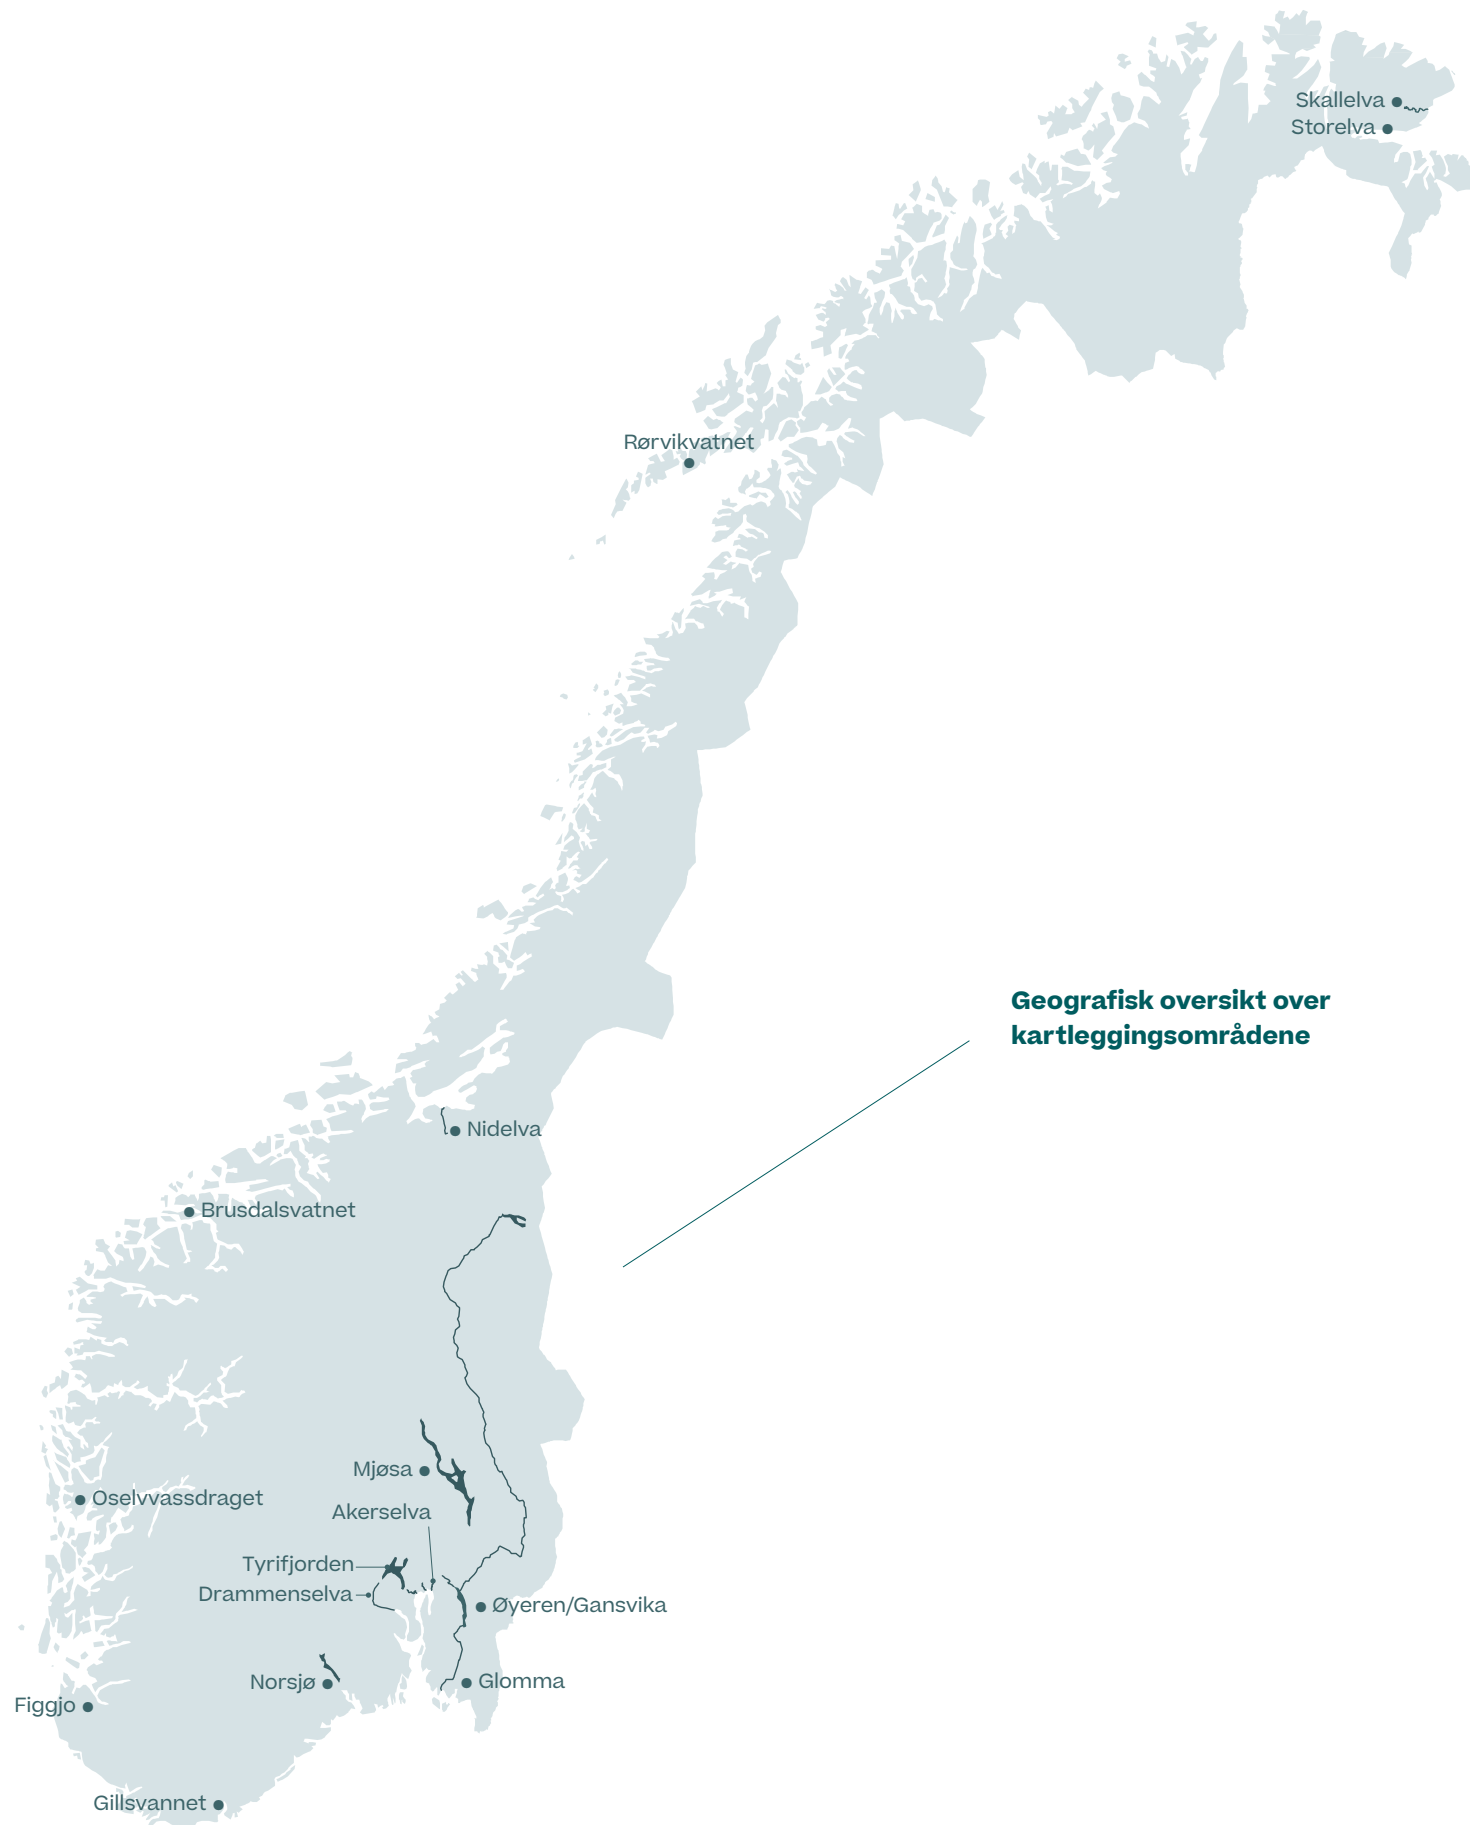 Skallelva
Storelva
Rørvikvatnet
Geografisk oversikt over
kartleggingsområdene
Nidelva
Brusdalsvatnet
Mjøsa
Oselvvassdraget
Akerselva
Tyrifjorden
Drammenselva
Øyeren/Gansvika
Norsjø
Glomma
Figgjo
Gillsvannet